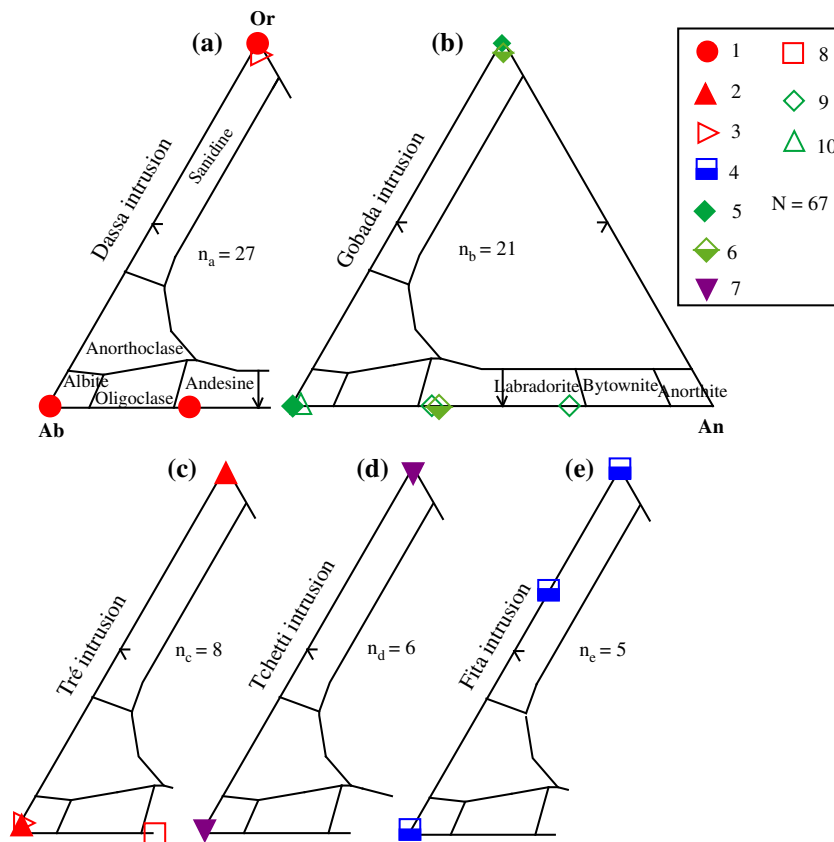 Or
(a)
(b)
Dassa intrusion
Sanidine
n_a = 27
Anorthoclase
Albite
Oligoclase
Andesine
Ab
Gobada intrusion
n_b = 21
Labradorite
Bytownite
Anorthite
An
1
2
3
4
5
6
7
8
9
10
N = 67
(c)
(d)
(e)
Tré intrusion
n_c = 8
Tchetti intrusion
n_d = 6
Fita intrusion
n_e = 5